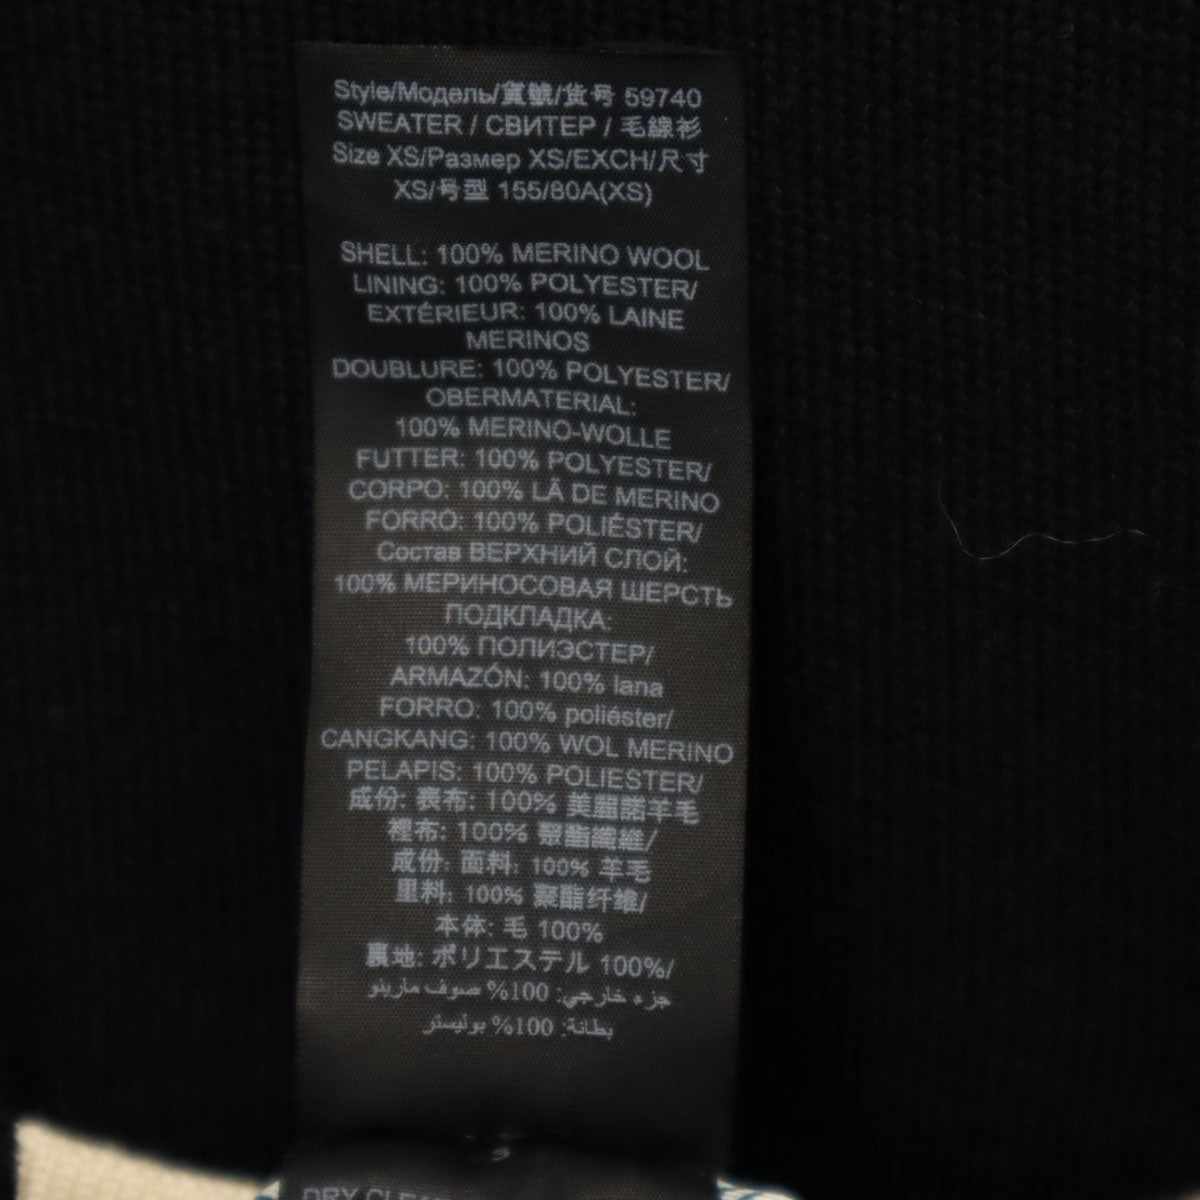 Style/Модель/貨號/货号 59740
SWEATER / СВИТЕР / 毛線衫
Size XS/Размер XS/EXCH/尺寸
XS/号型 155/80A(XS)
SHELL: 100% MERINO WOOL
LINING: 100% POLYESTER/
EXTÉRIEUR: 100% LAINE
MERINOS
DOUBLURE: 100% POLYESTER/
OBERMATERIAL:
100% MERINO-WOLLE
FUTTER: 100% POLYESTER/
CORPO: 100% LÃ DE MERINO
FORRO: 100% POLIÉSTER/
Состав ВЕРХНИЙ СЛОЙ:
100% МЕРИНОСОВАЯ ШЕРСТЬ
ПОДКЛАДКА:
100% ПОЛИЭСТЕР/
ARMAZÓN: 100% lana
FORRO: 100% poliéster/
CANGKANG: 100% WOL MERINO
PELAPIS: 100% POLIESTER/
成份: 表布: 100% 美麗諾羊毛
裡布: 100% 聚酯纖維/
成份: 面料: 100% 羊毛
里料: 100% 聚酯纤维/
本体: 毛 100%
裏地: ポリエステル 100%/
جزء خارجي: 100% صوف مارينو
بطانة: 100% بوليستر
DRY CLEA